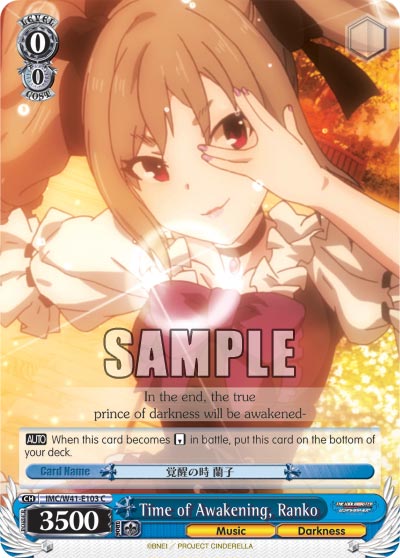 LEVEL
0
0
COST
SAMPLE
In the end, the true
prince of darkness will be awakened-
AUTO When this card becomes in battle, put this card on the bottom of
your deck.
Card Name
覚醒の時 蘭子
CH IMC/W41-E103 C
Time of Awakening, Ranko
POWER
3500
Music
Darkness
©BNEI / PROJECT CINDERELLA